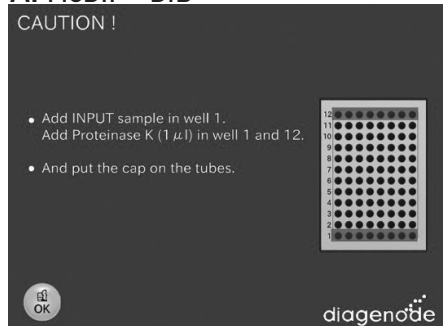 CAUTION !
• Add INPUT sample in well 1.
Add Proteinase K (1 μl) in well 1 and 12.
• And put the cap on the tubes.
12
11
10
9
8
7
6
5
4
3
2
1
OK
diagenode